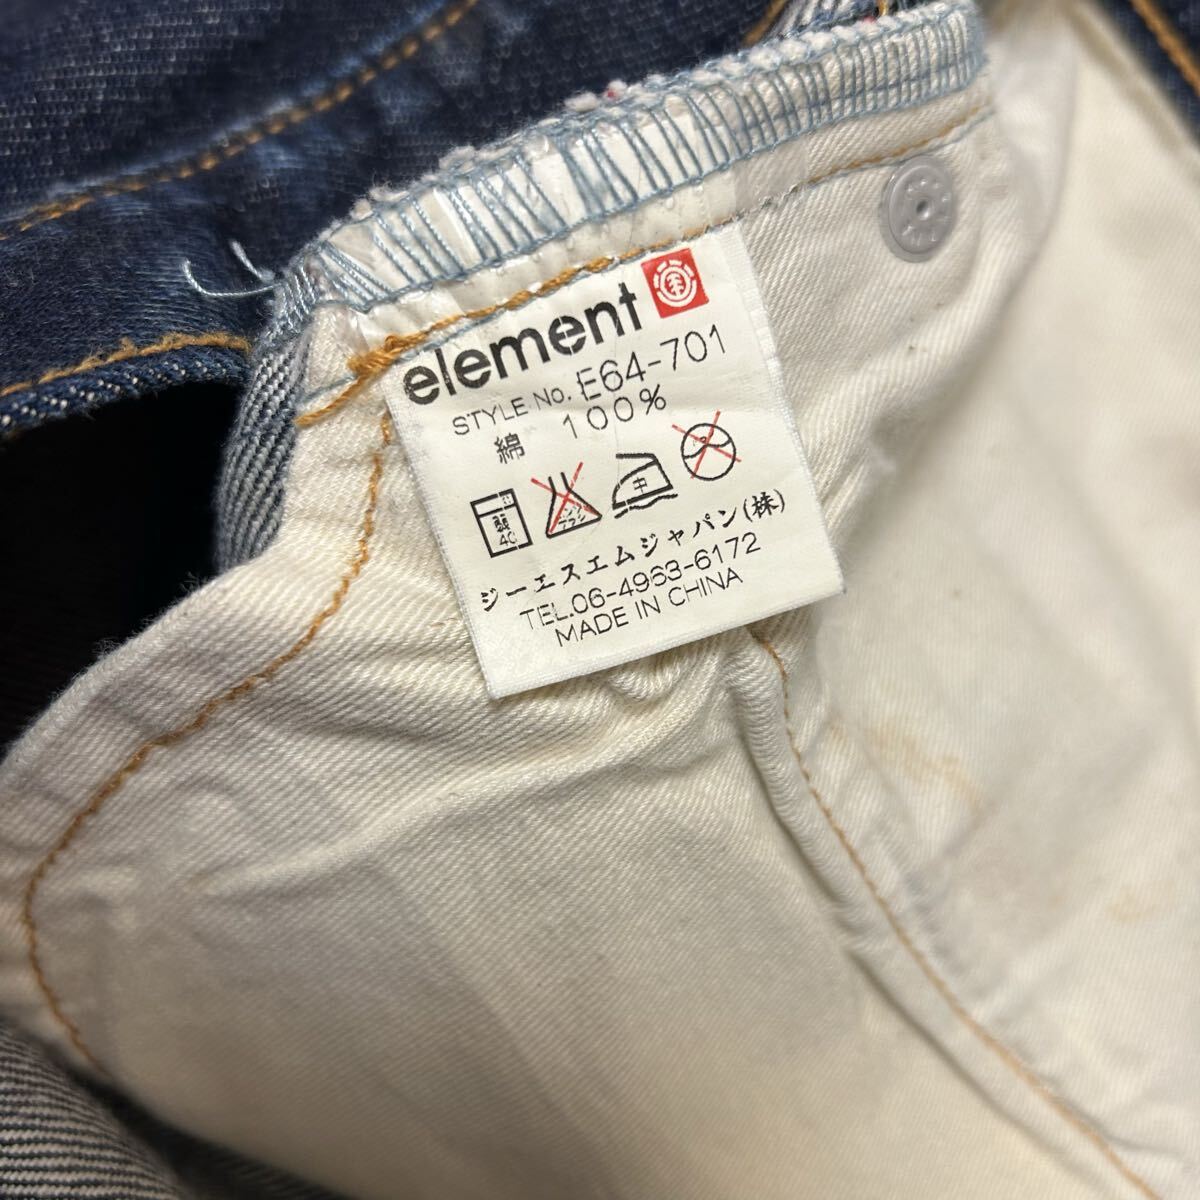 element
STYLE No. E64-701
綿 100%
40 中
ジーエスエムジャパン(株)
TEL.06-4963-6172
MADE IN CHINA